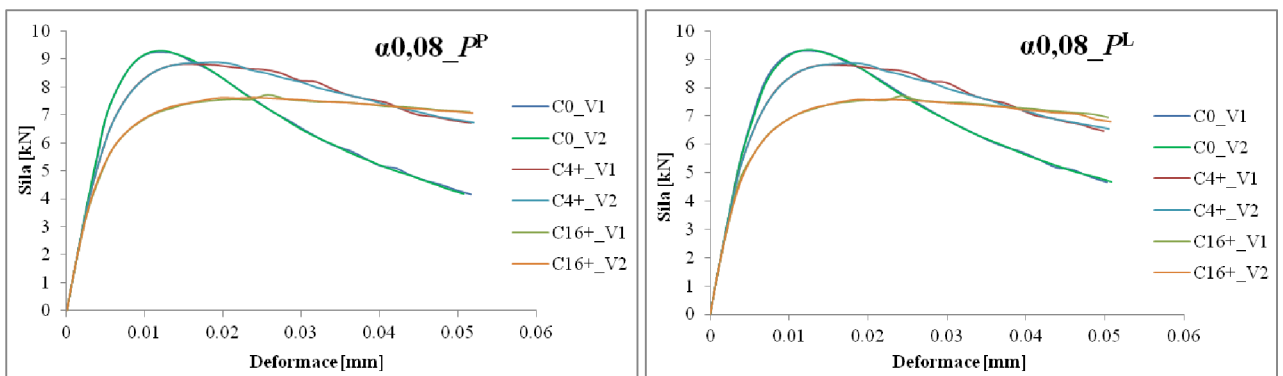 α0,08_Pᴾ
10
9
8
7
6
5
4
3
2
1
0
Síla [kN]
0
0.01
0.02
0.03
0.04
0.05
0.06
Deformace [mm]
C0_V1
C0_V2
C4+_V1
C4+_V2
C16+_V1
C16+_V2
α0,08_Pᴸ
10
9
8
7
6
5
4
3
2
1
0
Síla [kN]
0
0.01
0.02
0.03
0.04
0.05
0.06
Deformace [mm]
C0_V1
C0_V2
C4+_V1
C4+_V2
C16+_V1
C16+_V2